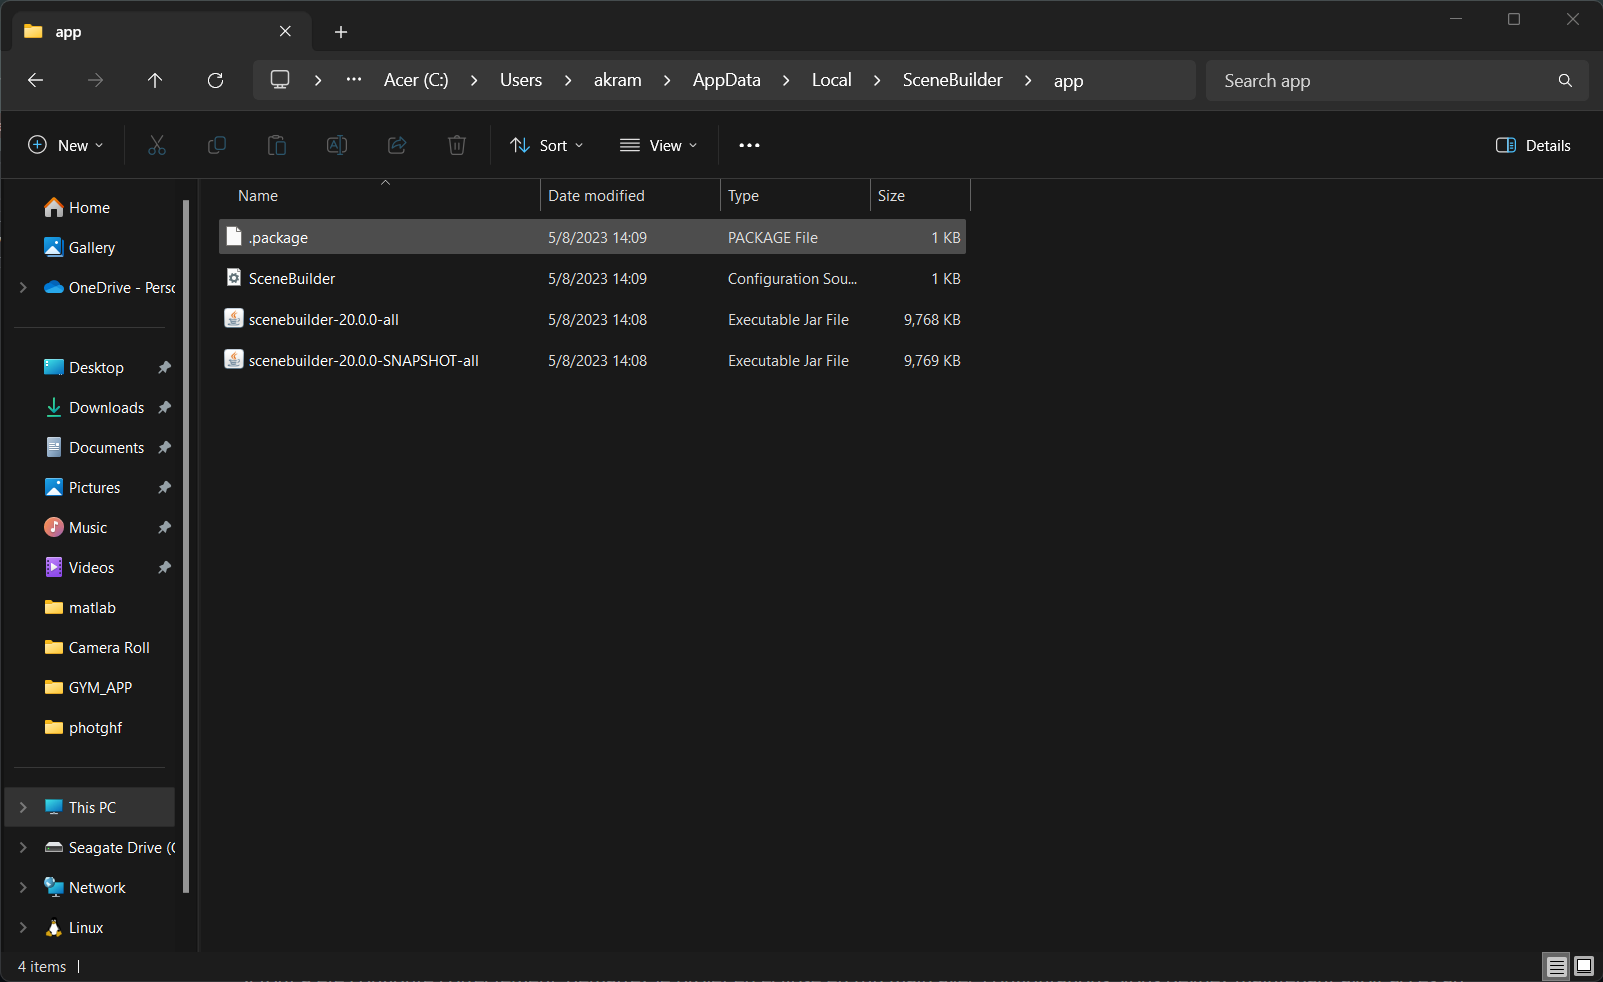 app
Acer (C:) Users akram AppData Local SceneBuilder app
Search app
New
Sort
View
Details
Name Date modified Type Size
.package 5/8/2023 14:09 PACKAGE File 1 KB
SceneBuilder 5/8/2023 14:09 Configuration Sou... 1 KB
scenebuilder-20.0.0-all 5/8/2023 14:08 Executable Jar File 9,768 KB
scenebuilder-20.0.0-SNAPSHOT-all 5/8/2023 14:08 Executable Jar File 9,769 KB
Home
Gallery
OneDrive - Perso
Desktop
Downloads
Documents
Pictures
Music
Videos
matlab
Camera Roll
GYM_APP
photghf
This PC
Seagate Drive (
Network
Linux
4 items